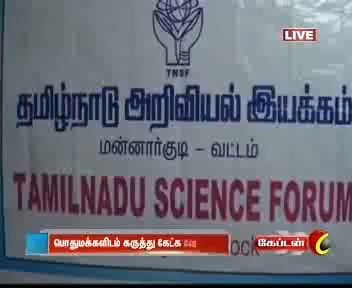 LIVE
TNSF
தமிழ்நாடு அறிவியல் இயக்கம்
மன்னார்குடி - வட்டம்
TAMILNADU SCIENCE FORUM
பொதுமக்களிடம் கருத்து கேட்க
கேப்டன்